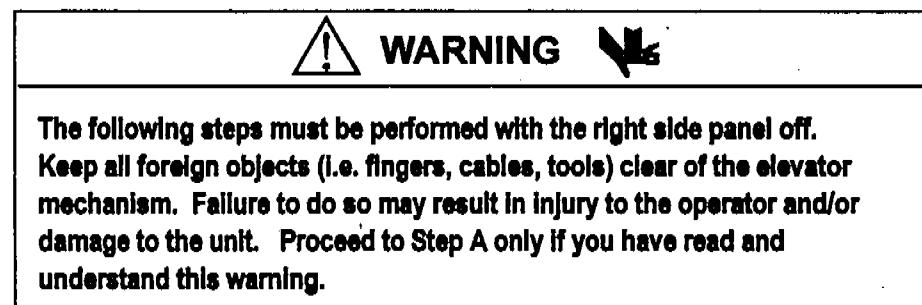 WARNING
The following steps must be performed with the right side panel off.
Keep all foreign objects (i.e. fingers, cables, tools) clear of the elevator
mechanism. Failure to do so may result in injury to the operator and/or
damage to the unit. Proceed to Step A only if you have read and
understand this warning.